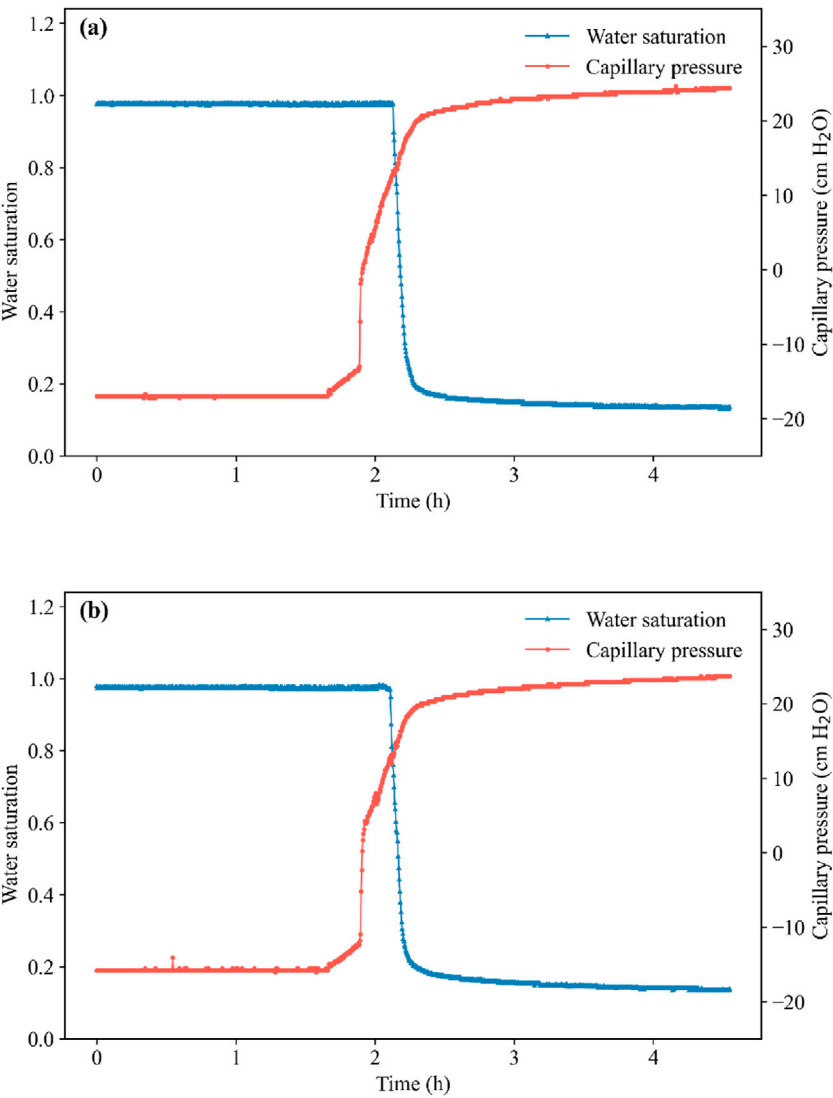 (a)
Water saturation
Capillary pressure
1.2
1.0
0.8
0.6
0.4
0.2
0.0
Water saturation
30
20
10
0
−10
−20
Capillary pressure (cm H₂O)
0 1 2 3 4
Time (h)
(b)
Water saturation
Capillary pressure
1.2
1.0
0.8
0.6
0.4
0.2
0.0
Water saturation
30
20
10
0
−10
−20
Capillary pressure (cm H₂O)
0 1 2 3 4
Time (h)